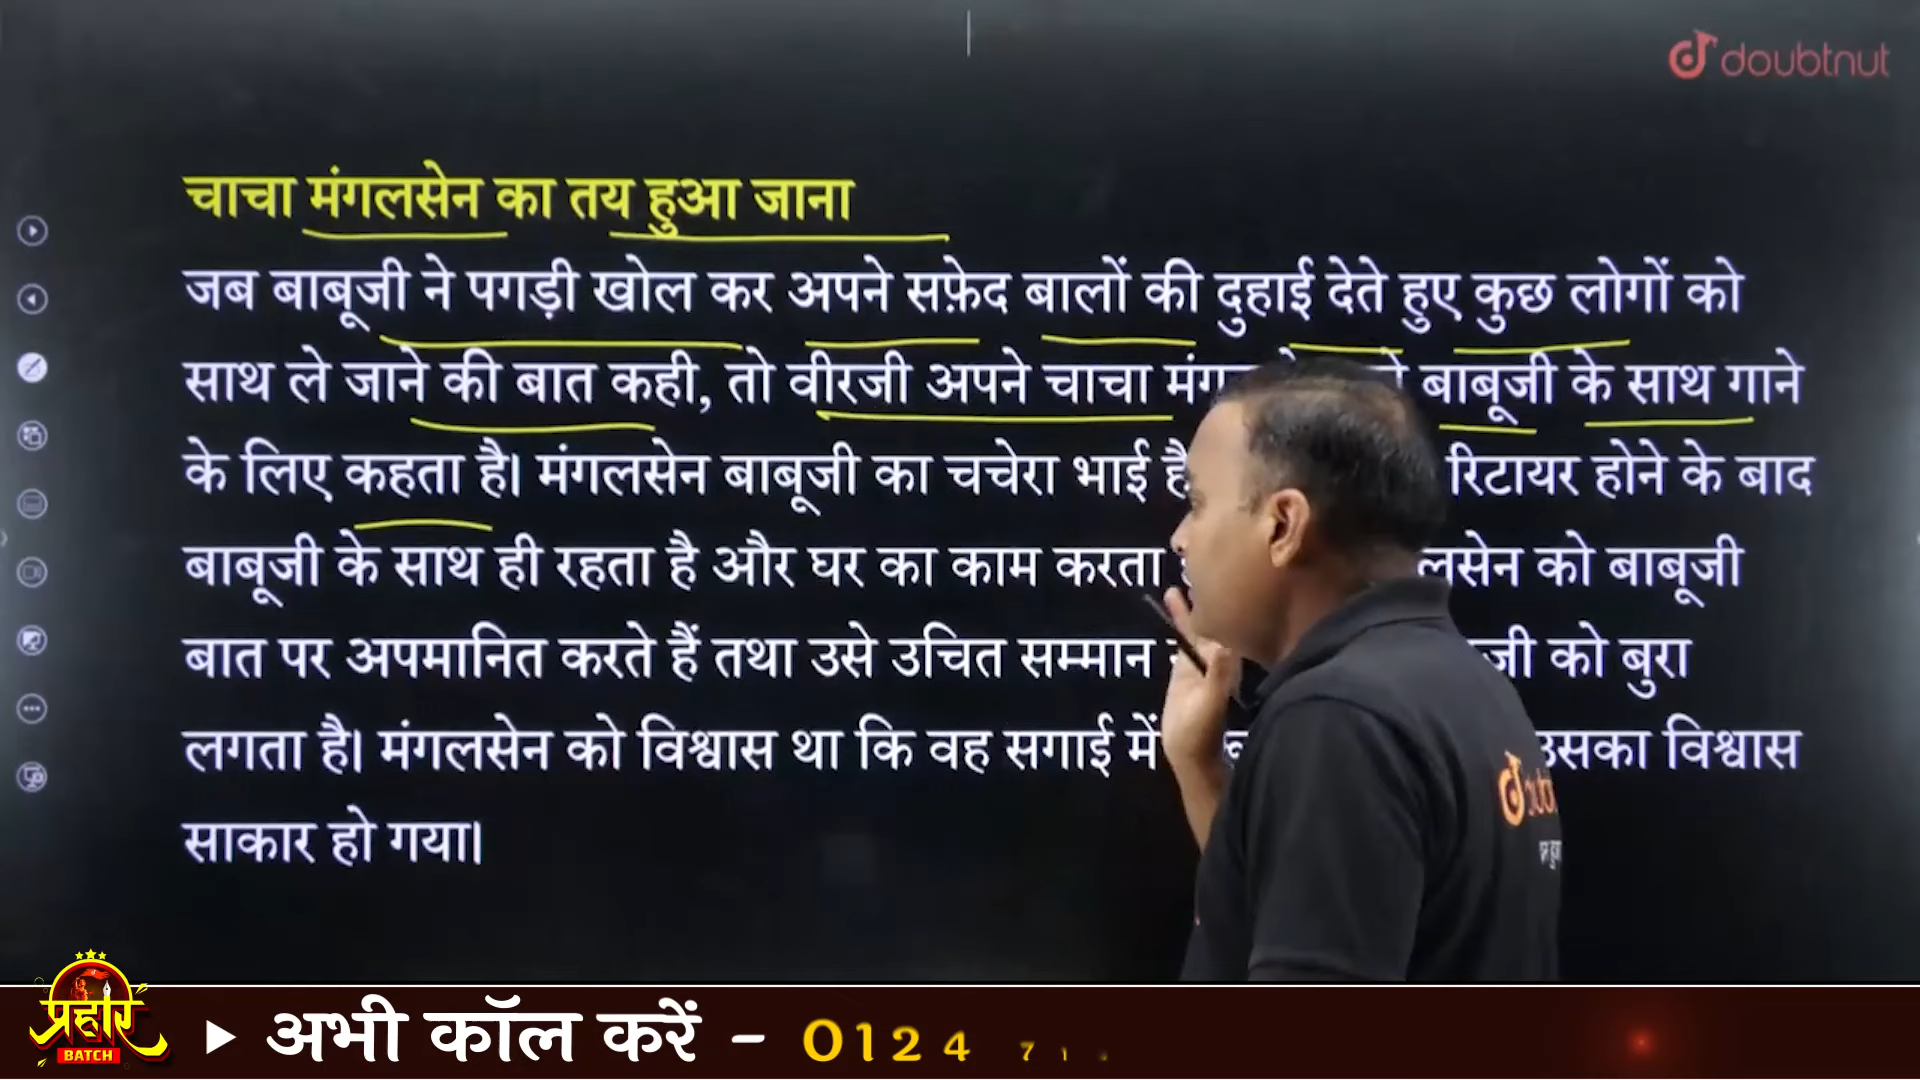 doubtnut
चाचा मंगलसेन का तय हुआ जाना
जब बाबूजी ने पगड़ी खोल कर अपने सफ़ेद बालों की दुहाई देते हुए कुछ लोगों को
साथ ले जाने की बात कही, तो वीरजी अपने चाचा बाबूजी के साथ गाने
के लिए कहता है। मंगलसेन बाबूजी का चचेरा भाई रिटायर होने के बाद
बाबूजी के साथ ही रहता है और घर का काम करता को बाबूजी
बात पर अपमानित करते हैं तथा उसे उचित सम्मान को बुरा
लगता है। मंगलसेन को विश्वास था कि वह सगाई में उसका विश्वास
साकार हो गया।
प्रहार
BATCH
अभी कॉल करें - 0124 71